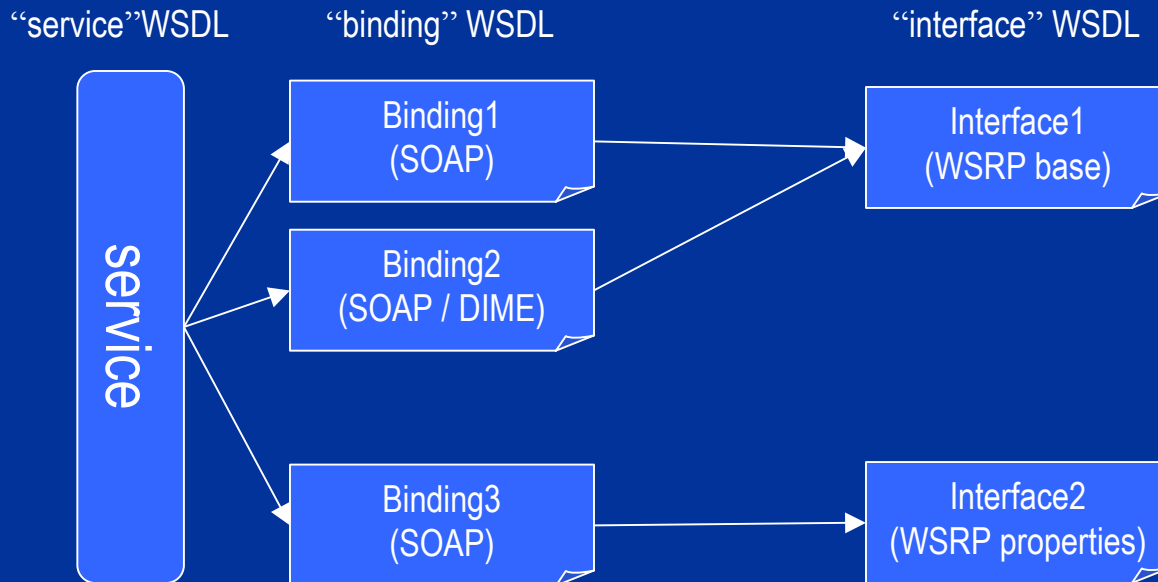 “service”WSDL
“binding” WSDL
“interface” WSDL
service
Binding1
(SOAP)
Binding2
(SOAP / DIME)
Binding3
(SOAP)
Interface1
(WSRP base)
Interface2
(WSRP properties)